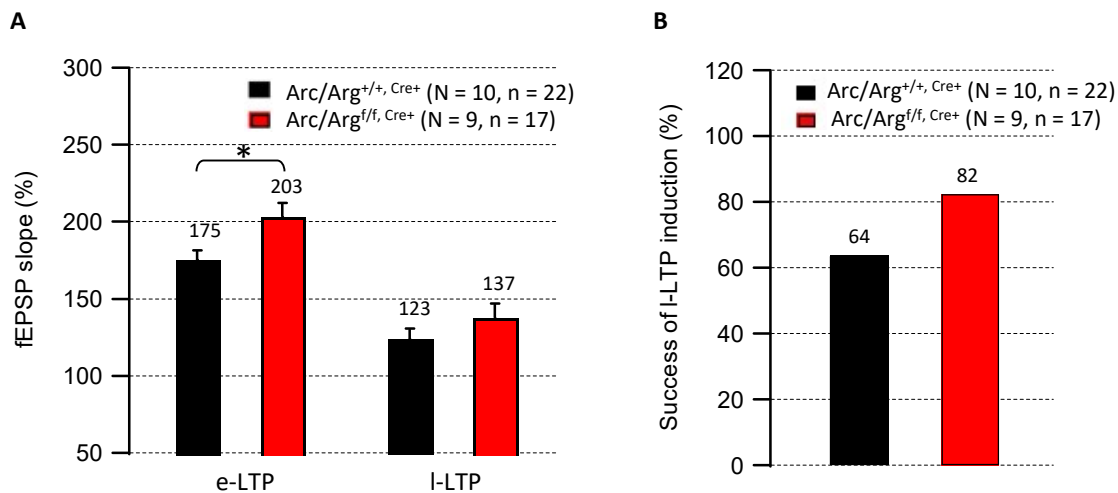 A
fEPSP slope (%)
300
250
200
150
100
50
Arc/Arg+/+, Cre+ (N = 10, n = 22)
Arc/Argf/f, Cre+ (N = 9, n = 17)
*
175
203
123
137
e-LTP
l-LTP
B
Success of l-LTP induction (%)
120
100
80
60
40
20
0
Arc/Arg+/+, Cre+ (N = 10, n = 22)
Arc/Argf/f, Cre+ (N = 9, n = 17)
64
82